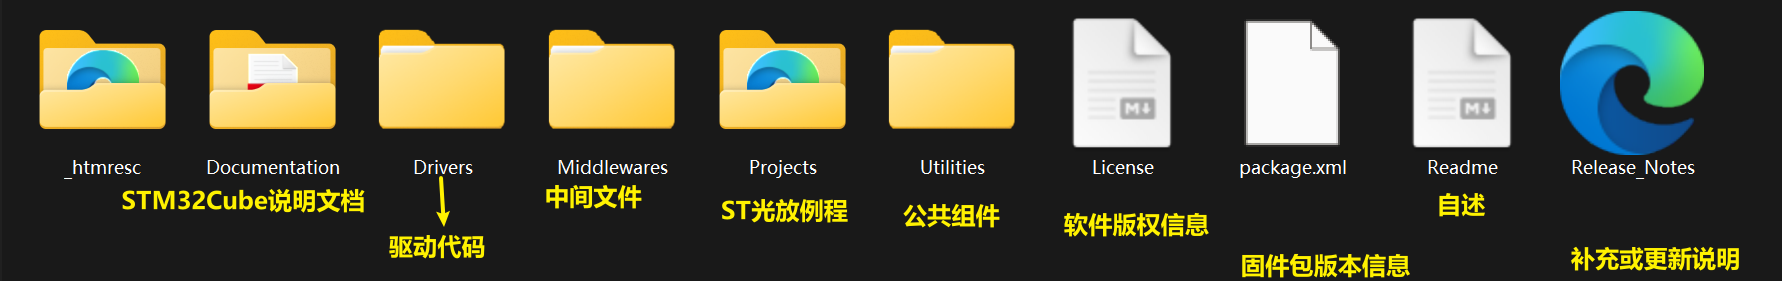 M↓
M↓
_htmresc
Documentation
Drivers
Middlewares
Projects
Utilities
License
package.xml
Readme
Release_Notes
STM32Cube说明文档
驱动代码
中间文件
ST光放例程
公共组件
软件版权信息
固件包版本信息
自述
补充或更新说明